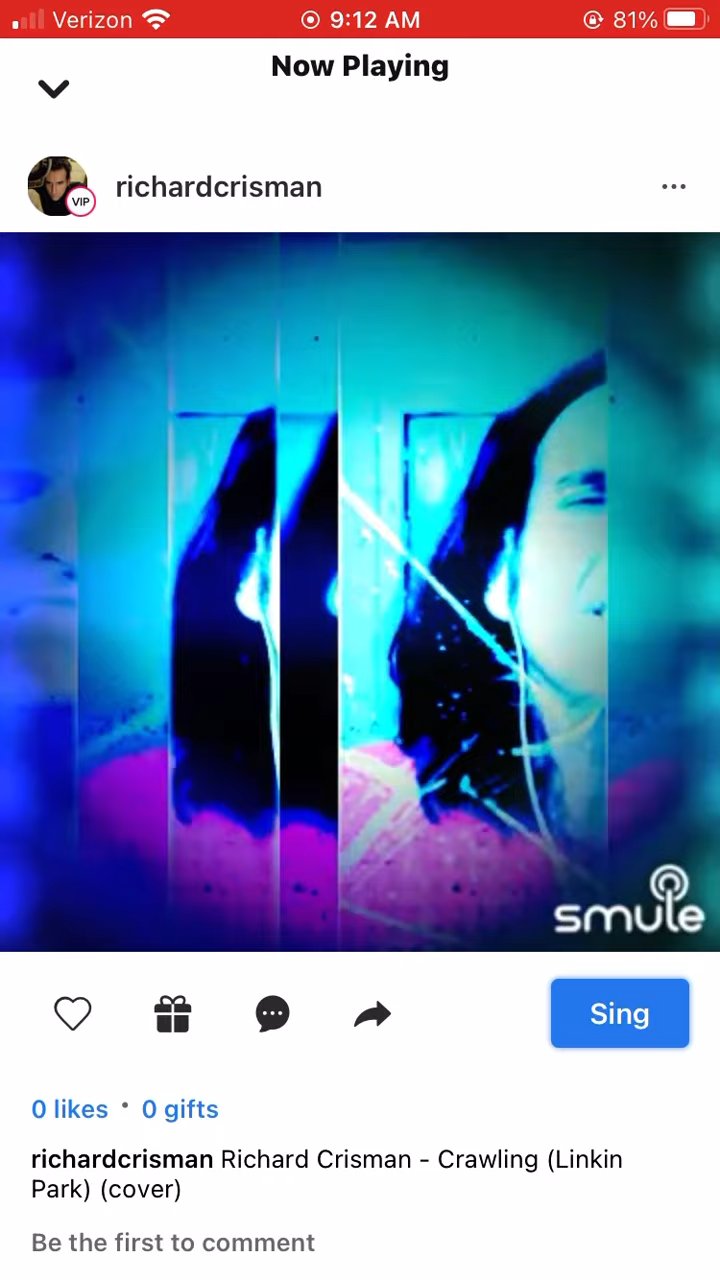 Verizon 9:12 AM 81%
Now Playing
richardcrisman
VIP
smule
Sing
0 likes • 0 gifts
richardcrisman Richard Crisman - Crawling (Linkin
Park) (cover)
Be the first to comment